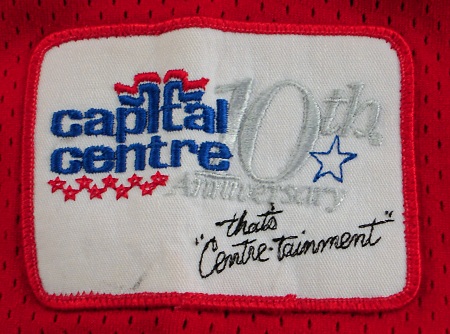 capital 10th
centre
Anniversary
that's
"Centre-tainment"